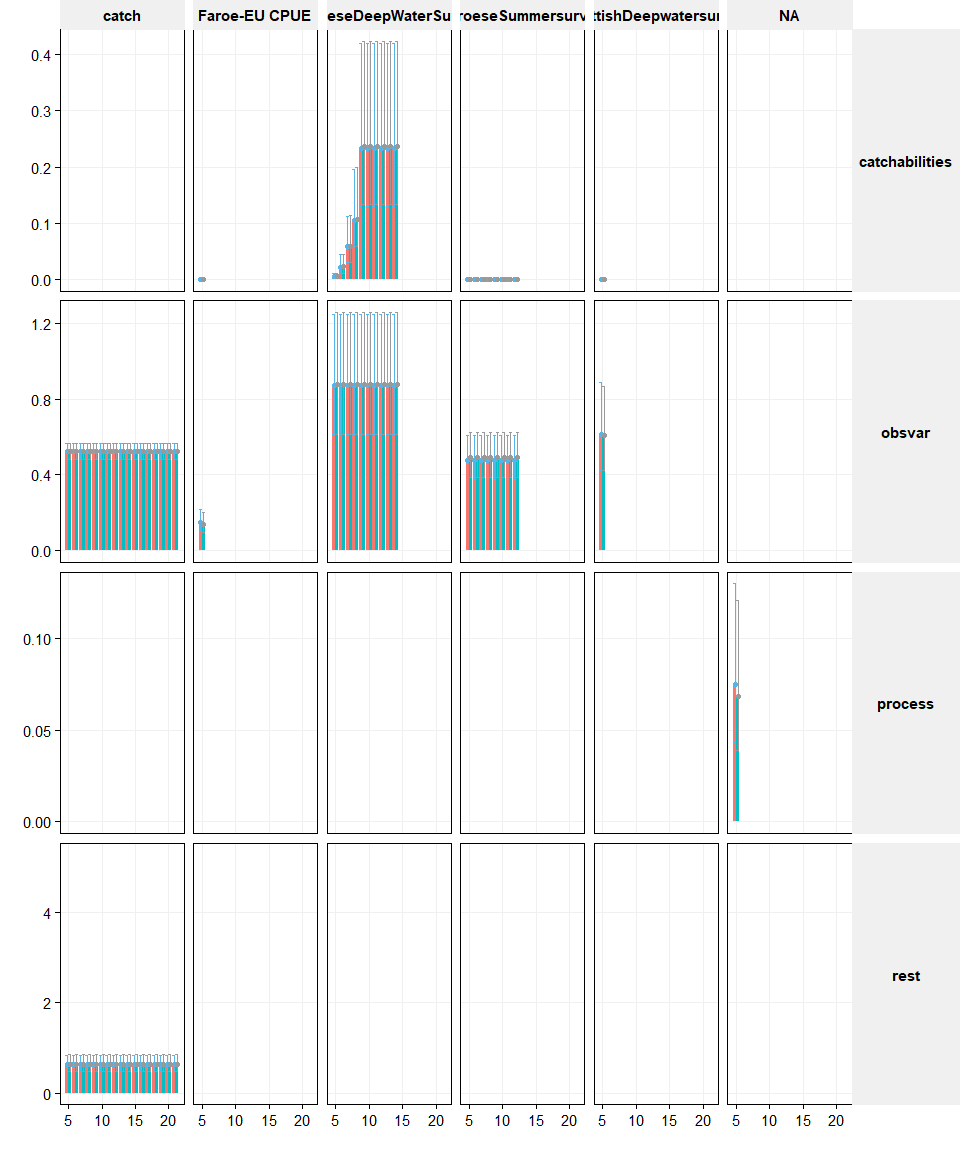 catch Faroe-EU CPUE eseDeepWaterSu roeseSummersurv ttishDeepwatersur NA
0.4
0.3
0.2
0.1
0.0
catchabilities
1.2
0.8
0.4
0.0
obsvar
0.10
0.05
0.00
process
4
2
0
rest
5 10 15 20 5 10 15 20 5 10 15 20 5 10 15 20 5 10 15 20 5 10 15 20